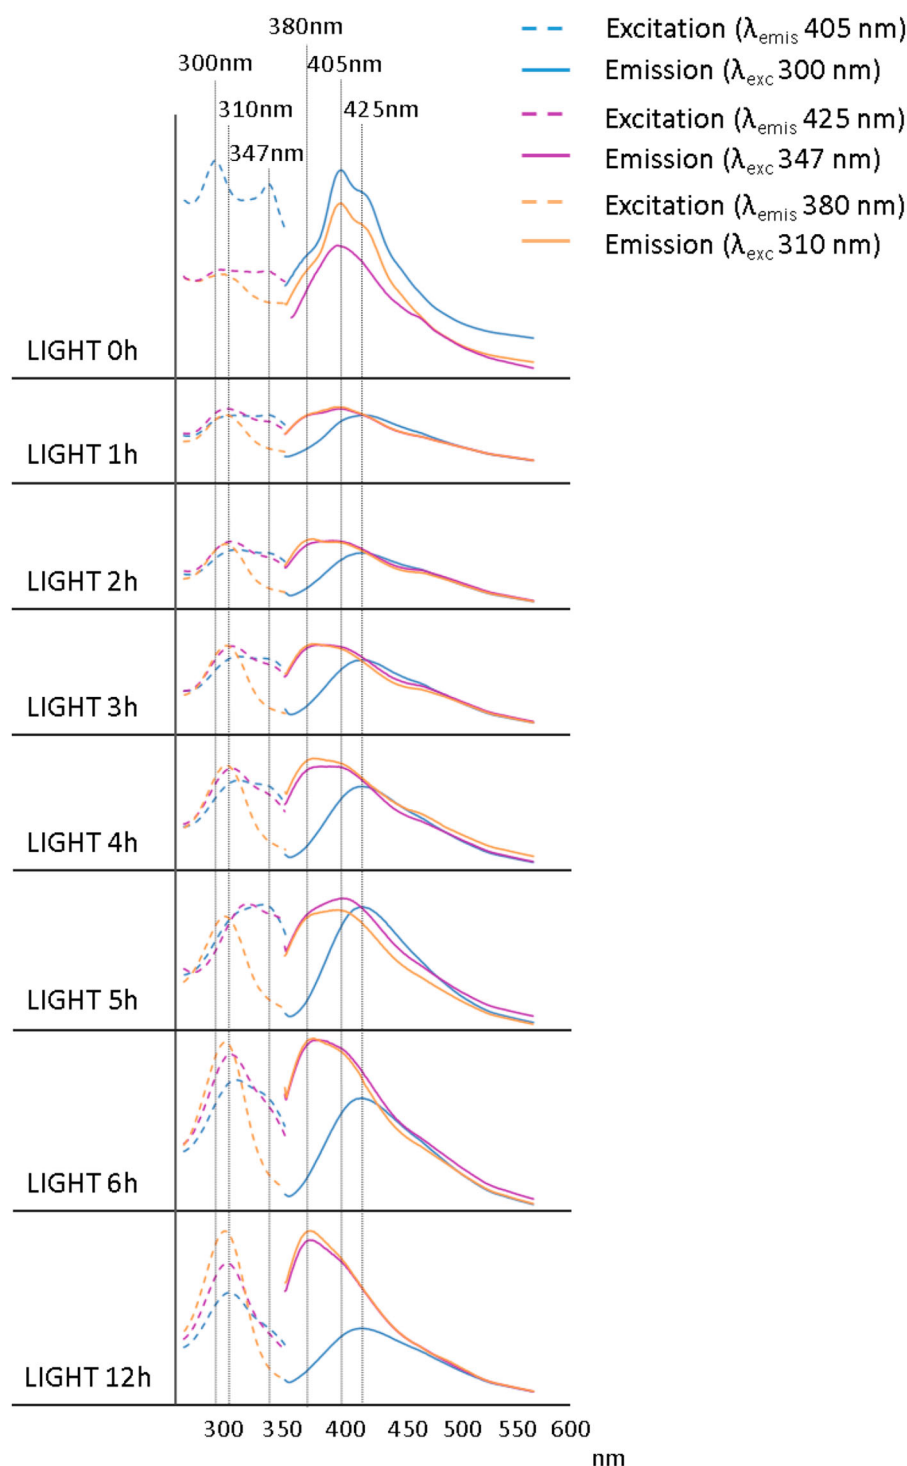 380nm
300nm
405nm
310nm
425nm
347nm
Excitation (λemis 405 nm)
Emission (λexc 300 nm)
Excitation (λemis 425 nm)
Emission (λexc 347 nm)
Excitation (λemis 380 nm)
Emission (λexc 310 nm)
LIGHT 0h
LIGHT 1h
LIGHT 2h
LIGHT 3h
LIGHT 4h
LIGHT 5h
LIGHT 6h
LIGHT 12h
300 350 400 450 500 550 600
nm